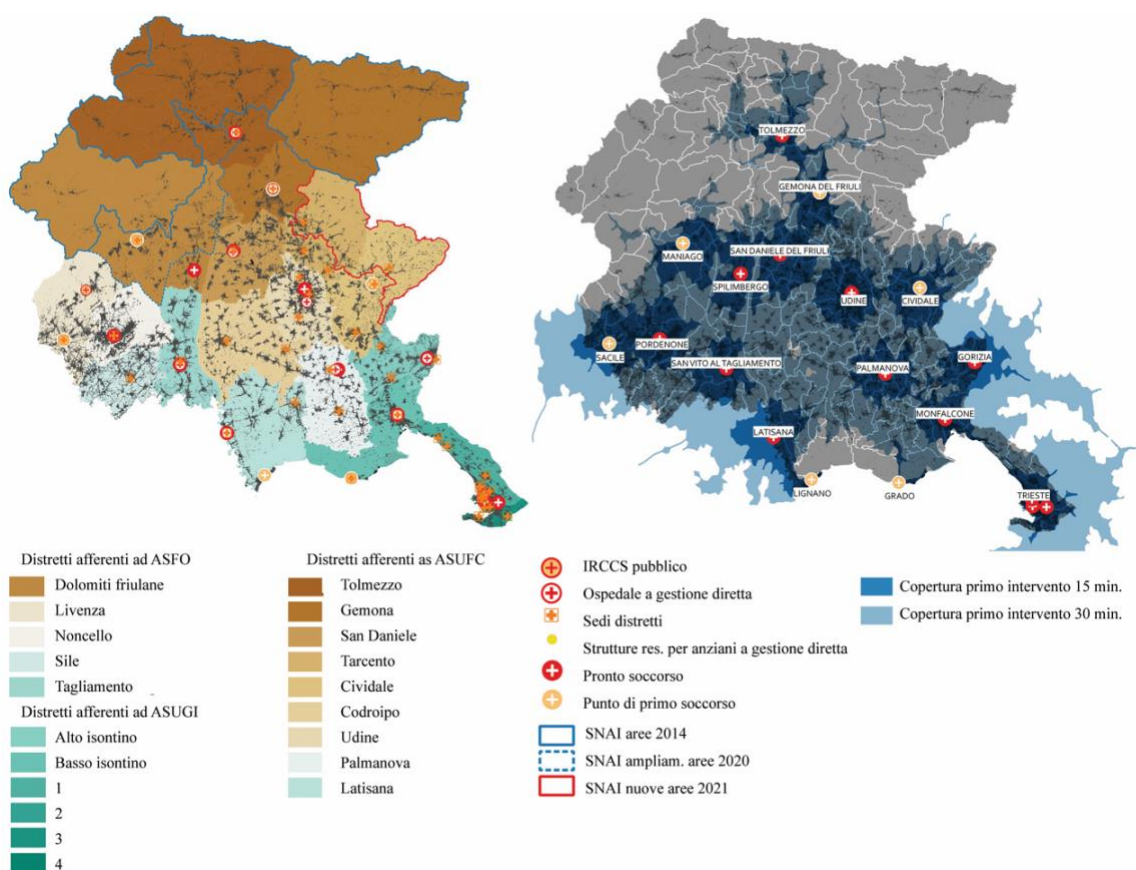 TOLMEZZO
GEMONA DEL FRIULI
MANIAGO
SAN DANIELE DEL FRIULI
SPILIMBERGO
UDINE
CIVIDALE
SACILE
PORDENONE
SAN VITO AL TAGLIAMENTO
PALMANOVA
GORIZIA
MONFALCONE
LATISANA
LIGNANO
GRADO
TRIESTE
Distretti afferenti ad ASFO
Dolomiti friulane
Livenza
Noncello
Sile
Tagliamento
Distretti afferenti ad ASUGI
Alto isontino
Basso isontino
1
2
3
4
Distretti afferenti as ASUFC
Tolmezzo
Gemona
San Daniele
Tarcento
Cividale
Codroipo
Udine
Palmanova
Latisana
IRCCS pubblico
Ospedale a gestione diretta
Sedi distretti
Strutture res. per anziani a gestione diretta
Pronto soccorso
Punto di primo soccorso
SNAI aree 2014
SNAI ampliam. aree 2020
SNAI nuove aree 2021
Copertura primo intervento 15 min.
Copertura primo intervento 30 min.